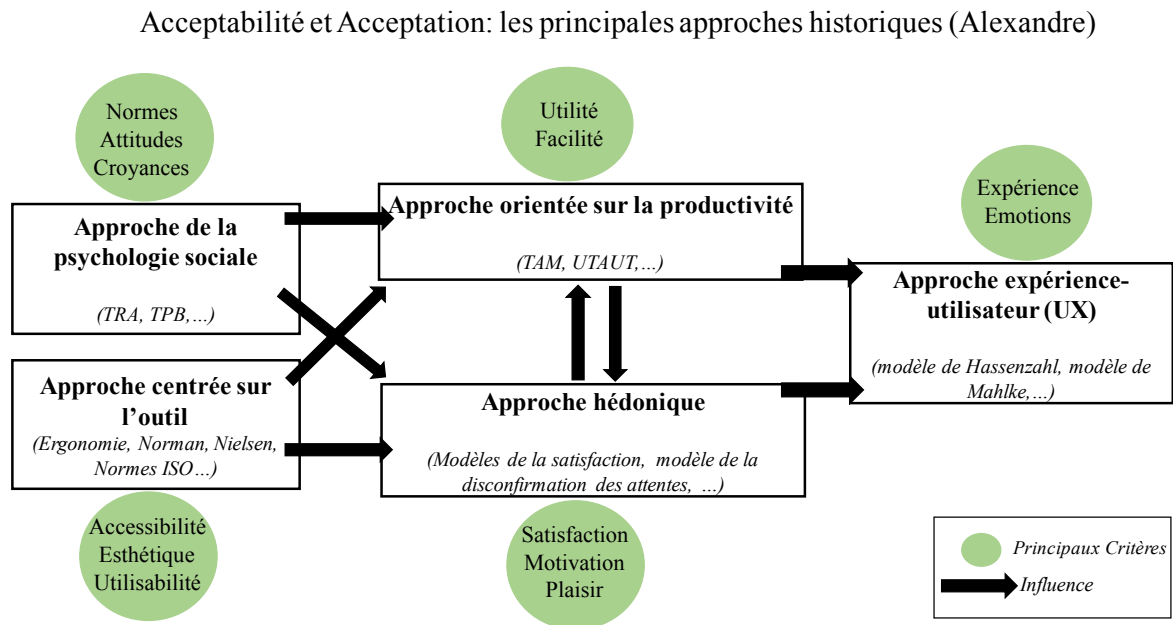 Acceptabilité et Acceptation: les principales approches historiques (Alexandre)
Normes
Attitudes
Croyances
Approche de la
psychologie sociale
(TRA, TPB,...)
Approche centrée sur
l'outil
(Ergonomie, Norman, Nielsen,
Normes ISO...)
Accessibilité
Esthétique
Utilisabilité
Utilité
Facilité
Approche orientée sur la productivité
(TAM, UTAUT,...)
Approche hédonique
(Modèles de la satisfaction, modèle de la
disconfirmation des attentes, ...)
Satisfaction
Motivation
Plaisir
Expérience
Emotions
Approche expérience-
utilisateur (UX)
(modèle de Hassenzahl, modèle de
Mahlke,...)
Principaux Critères
Influence